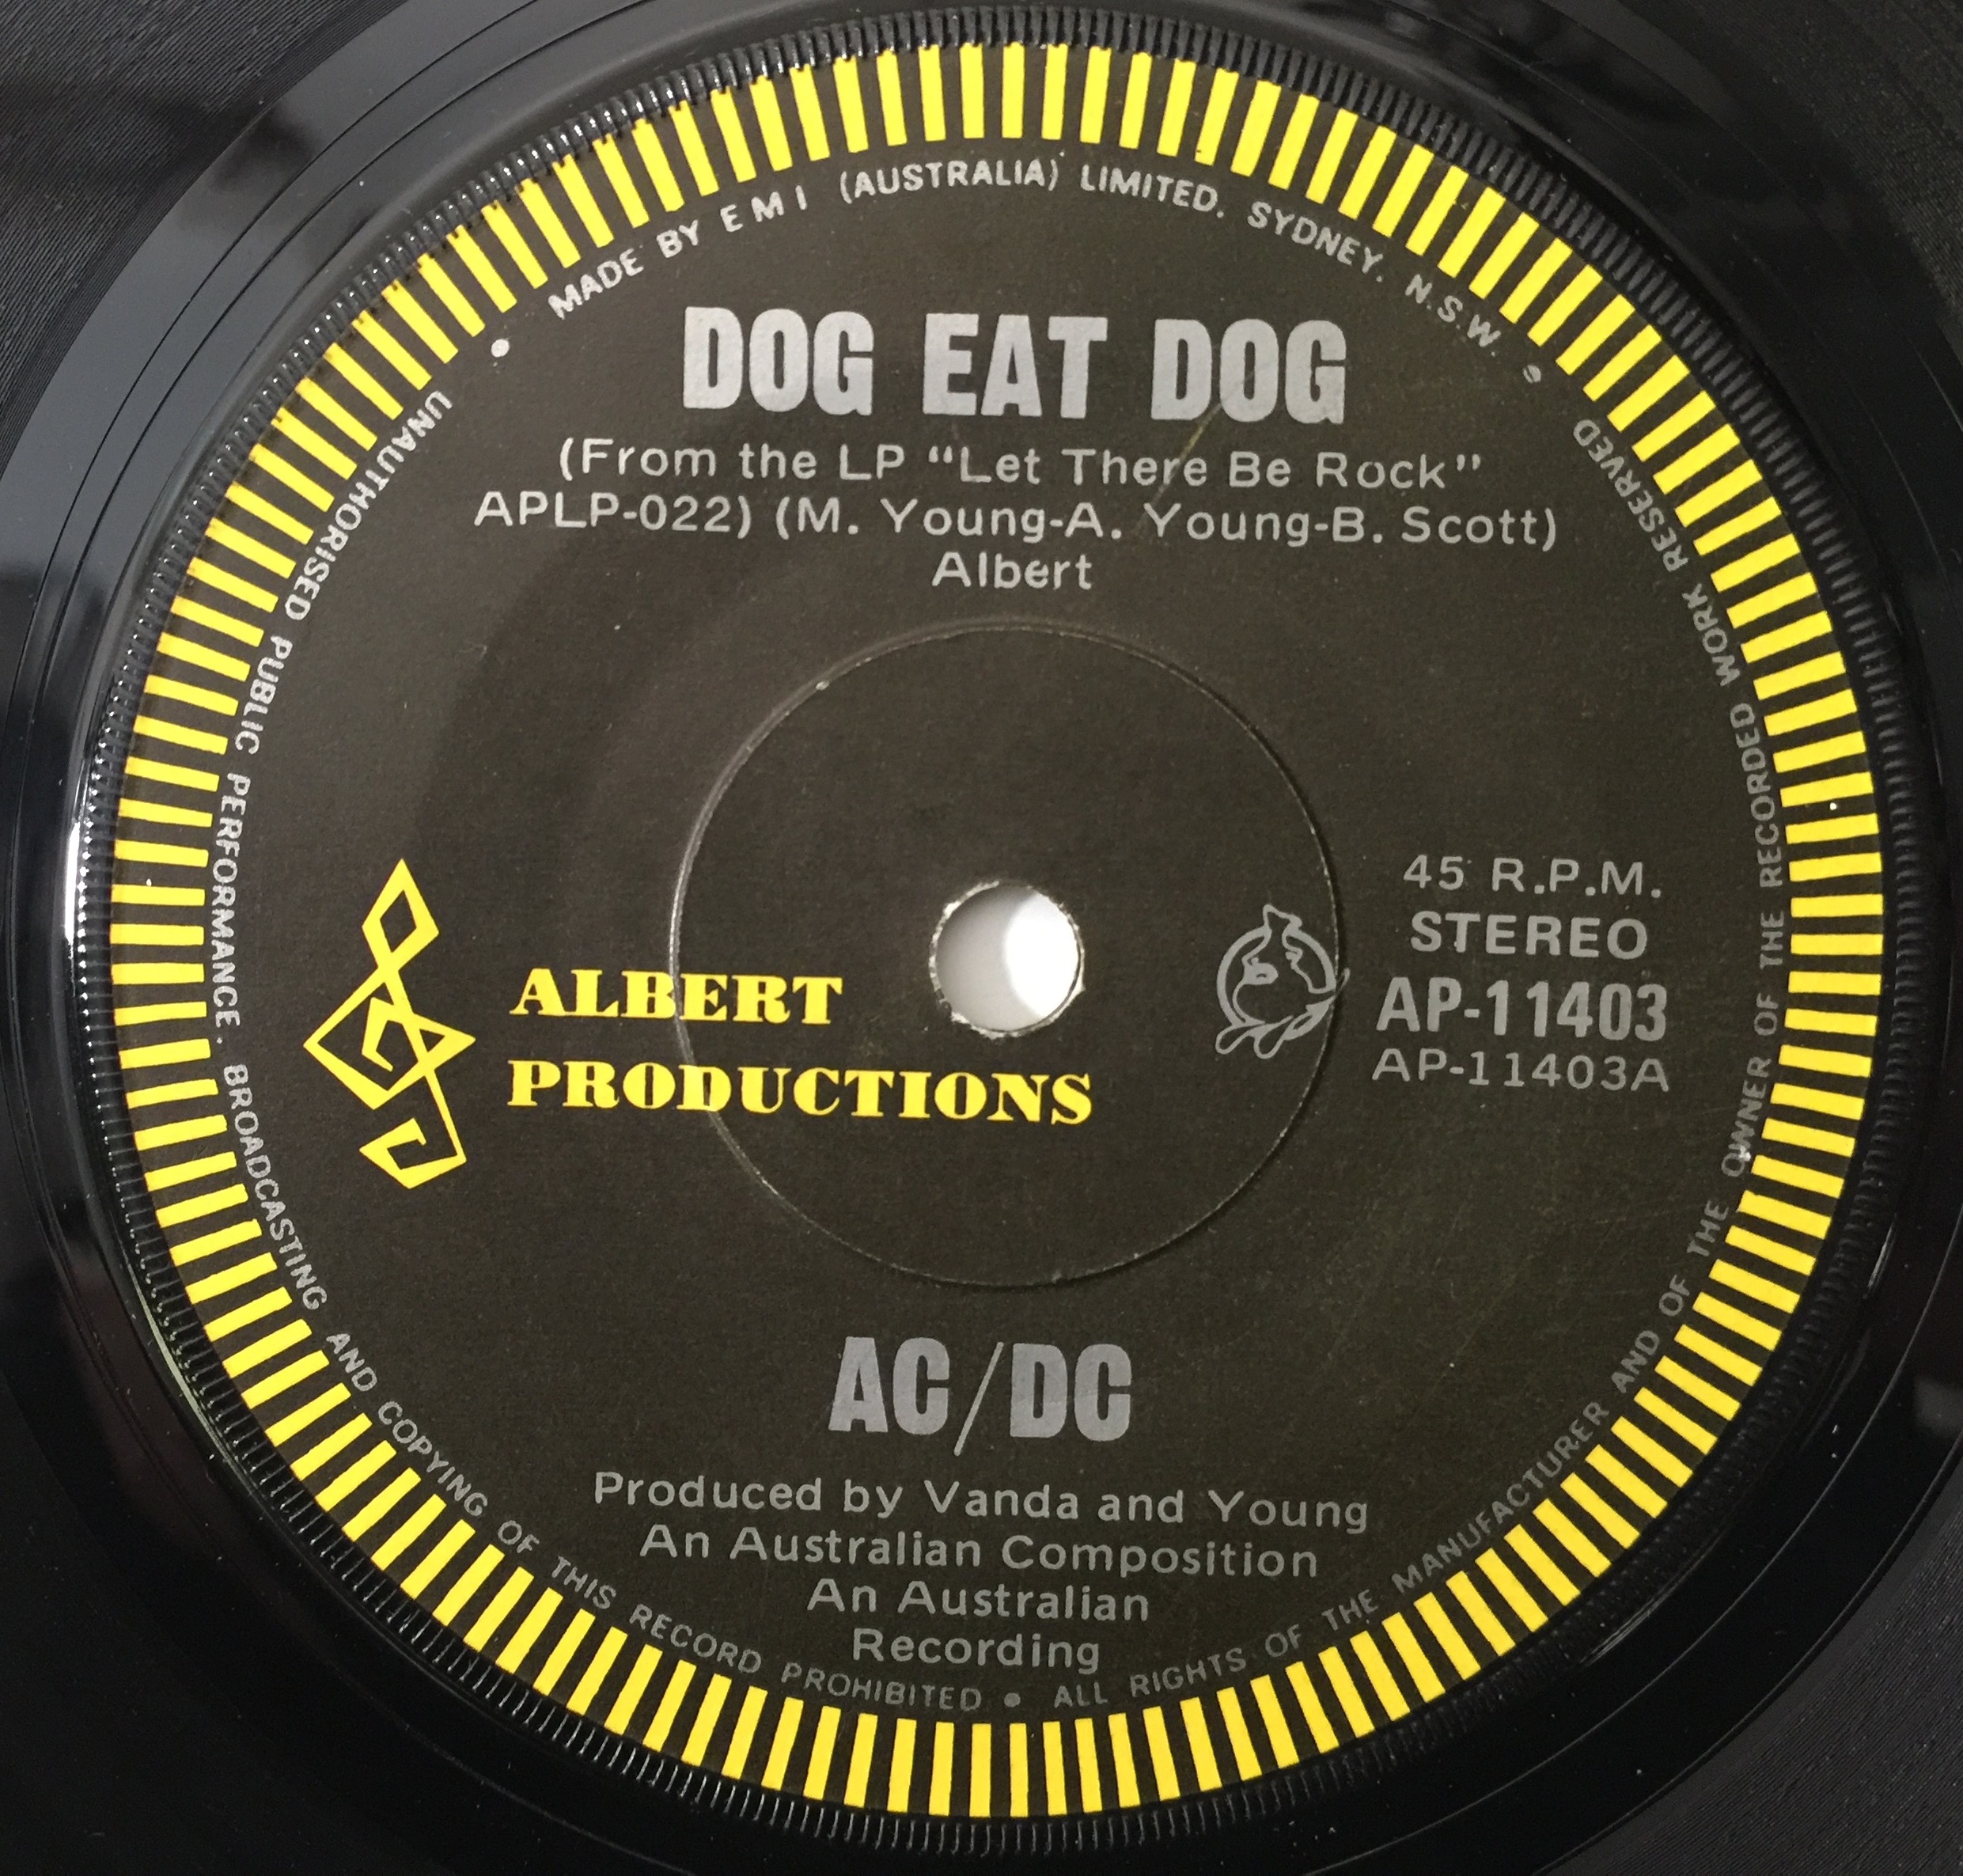 MADE BY EMI (AUSTRALIA) LIMITED. SYDNEY. N.S.W. •
DOG EAT DOG
(From the LP “Let There Be Rock”
APLP-022) (M. Young-A. Young-B. Scott)
Albert
45 R.P.M.
STEREO
AP-11403
AP-11403A
ALBERT
PRODUCTIONS
AC/DC
Produced by Vanda and Young
An Australian Composition
An Australian
Recording
• UNAUTHORISED PUBLIC PERFORMANCE. BROADCASTING AND COPYING OF THIS RECORD PROHIBITED • ALL RIGHTS OF THE MANUFACTURER AND OF THE OWNER OF THE RECORDED WORK RESERVED